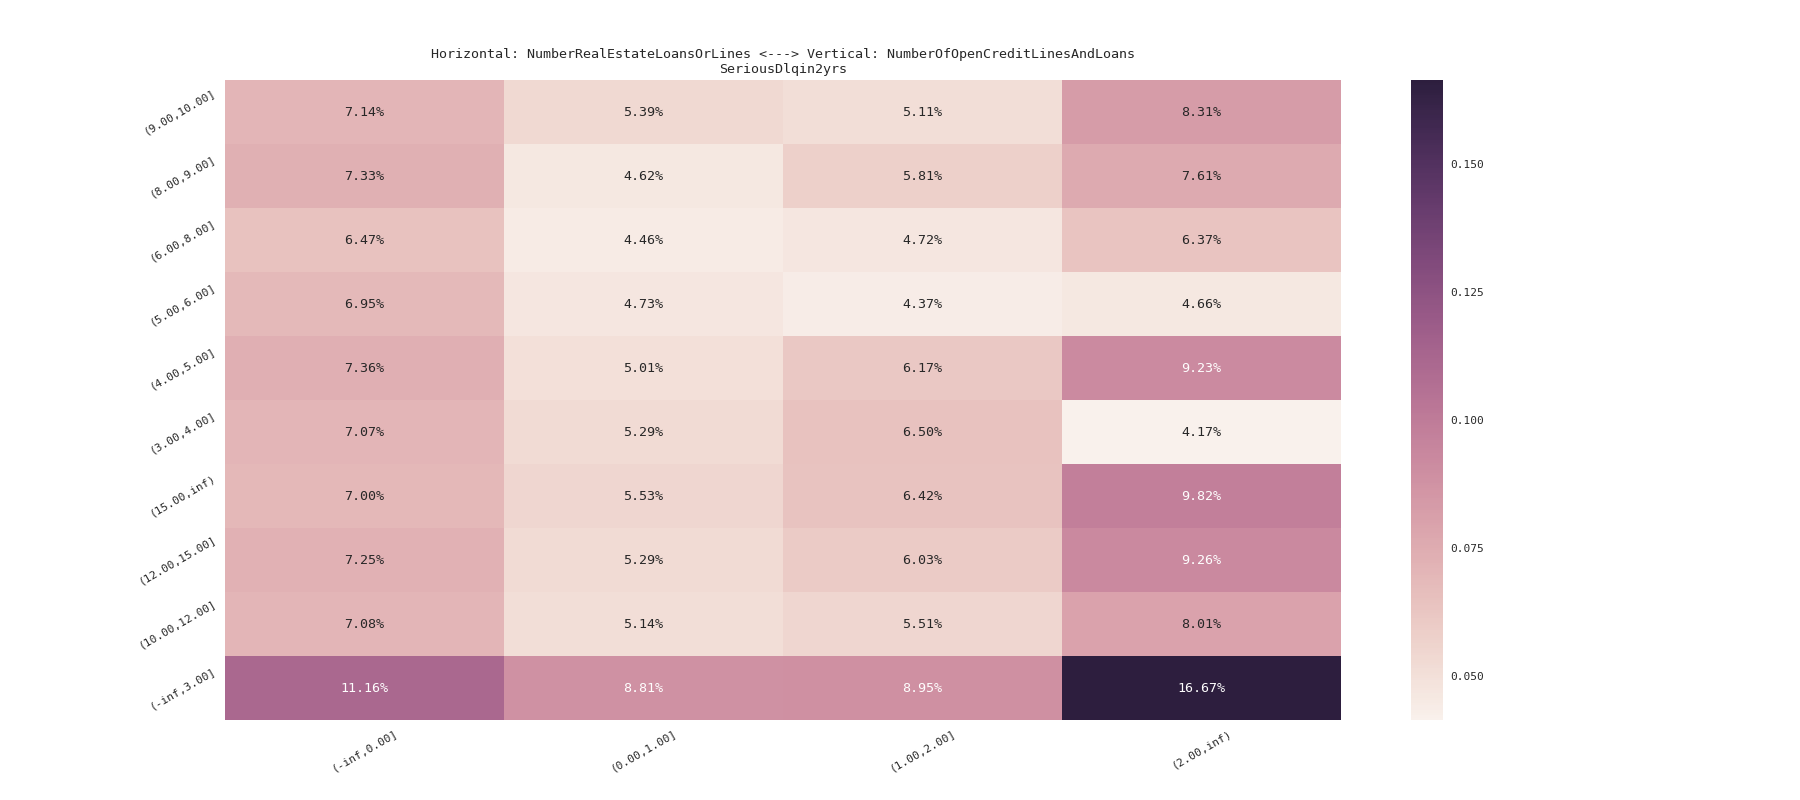 Horizontal: NumberRealEstateLoansOrLines <---> Vertical: NumberOfOpenCreditLinesAndLoans
SeriousDlqin2yrs
(9.00,10.00] 7.14% 5.39% 5.11% 8.31%
(8.00,9.00] 7.33% 4.62% 5.81% 7.61%
0.150
(6.00,8.00] 6.47% 4.46% 4.72% 6.37%
(5.00,6.00] 6.95% 4.73% 4.37% 4.66%
0.125
(4.00,5.00] 7.36% 5.01% 6.17% 9.23%
(3.00,4.00] 7.07% 5.29% 6.50% 4.17%
0.100
(15.00,inf) 7.00% 5.53% 6.42% 9.82%
(12.00,15.00] 7.25% 5.29% 6.03% 9.26%
0.075
(10.00,12.00] 7.08% 5.14% 5.51% 8.01%
(-inf,3.00] 11.16% 8.81% 8.95% 16.67%
0.050
(-inf,0.00] (0.00,1.00] (1.00,2.00] (2.00,inf)